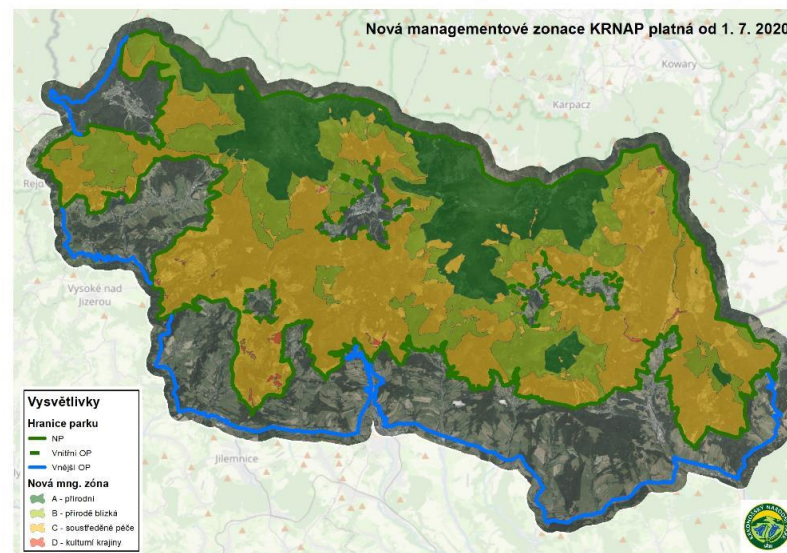 Nová managementové zonace KRNAP platná od 1. 7. 2020
Kowary
Karpacz
Vysoké nad
Jizerou
Jilemnice
Vysvětlivky
Hranice parku
NP
Vnitřní OP
Vnější OP
Nová mng. zóna
A - přírodní
B - přírodě blízká
C - soustředěné péče
D - kulturní krajiny